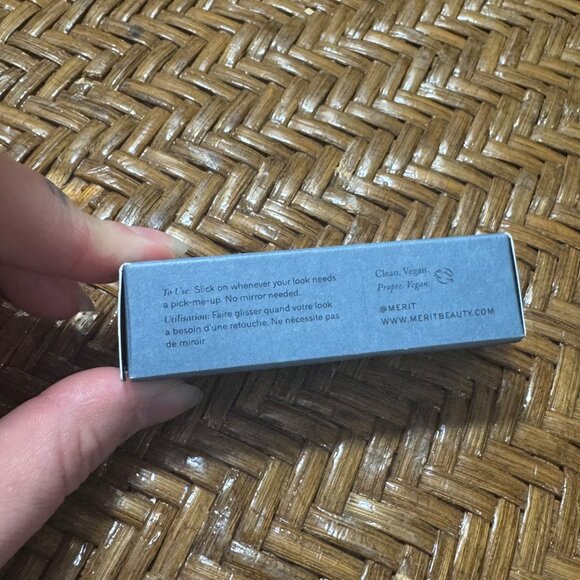 To Use: Slick on whenever your look needs
a pick-me-up. No mirror needed.
Utilisation: Faire glisser quand votre look
a besoin d'une retouche. Ne nécessite pas
de miroir.
Clean. Vegan.
Propre. Vegan.
@MERIT
WWW.MERITBEAUTY.COM